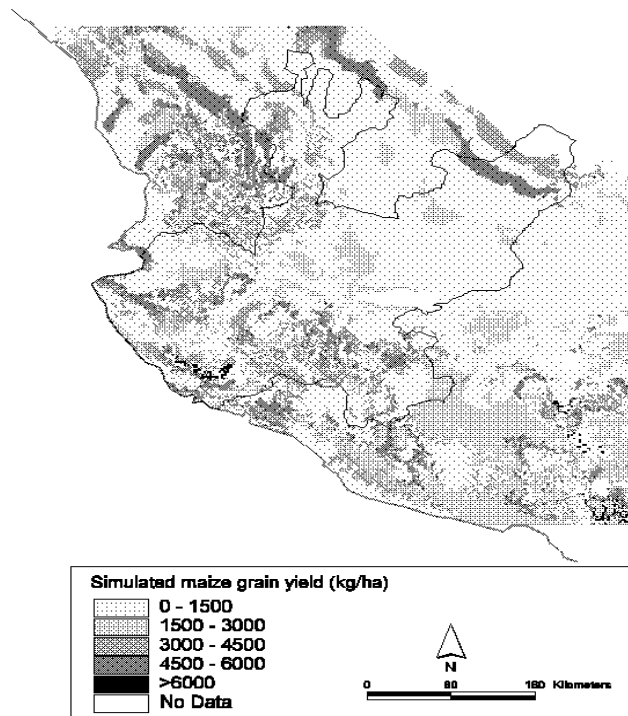 Simulated maize grain yield (kg/ha)
0 - 1500
1500 - 3000
3000 - 4500
4500 - 6000
>6000
No Data
N
0 80 160 Kilometers